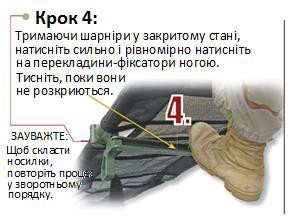 Крок 4:
Тримаючи шарніри у закритому стані,
натисніть сильно і рівномірно натисніть
на перекладини-фіксатори ногою.
Тисніть, поки вони
не розкриються.
4.
ЗАУВАЖТЕ:
Щоб скласти
носилки,
повторіть процес
у зворотньому
порядку.